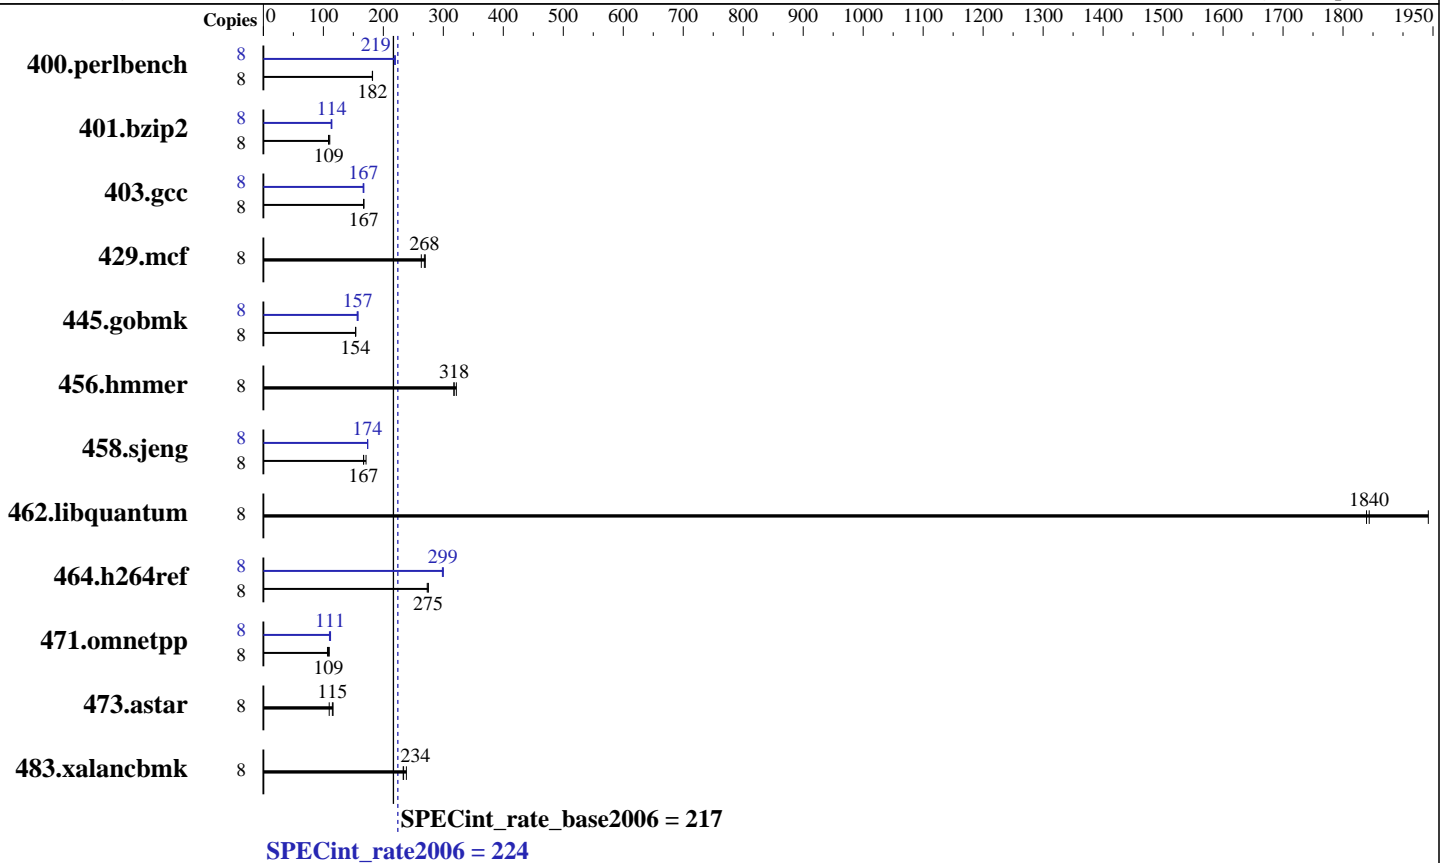 Copies 0 100 200 300 400 500 600 700 800 900 1000 1100 1200 1300 1400 1500 1600 1700 1800 1950
400.perlbench 8 219
8 182
401.bzip2 8 114
8 109
403.gcc 8 167
8 167
429.mcf 8 268
445.gobmk 8 157
8 154
456.hmmer 8 318
458.sjeng 8 174
8 167
462.libquantum 8 1840
464.h264ref 8 299
8 275
471.omnetpp 8 111
8 109
473.astar 8 115
483.xalancbmk 8 234
SPECint_rate_base2006 = 217
SPECint_rate2006 = 224